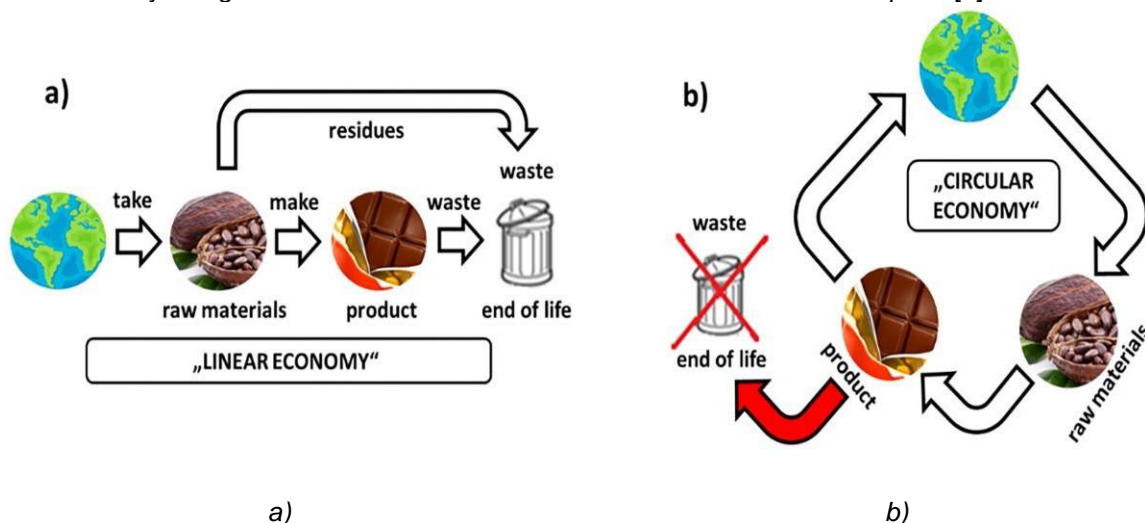 a)
residues
waste
take
make
waste
raw materials
product
end of life
„LINEAR ECONOMY“
b)
„CIRCULAR
ECONOMY“
waste
end of life
product
raw materials
a)
b)